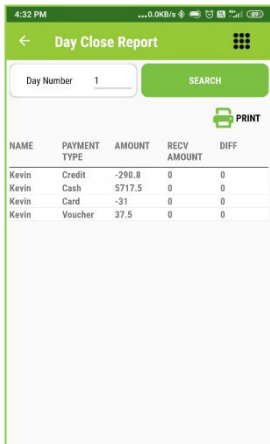 4:32 PM ...0.0KB/s 39
Day Close Report
Day Number 1 SEARCH
PRINT
NAME PAYMENT TYPE AMOUNT RECV AMOUNT DIFF
Kevin Credit -290.8 0 0
Kevin Cash 5717.5 0 0
Kevin Card -31 0 0
Kevin Voucher 37.5 0 0